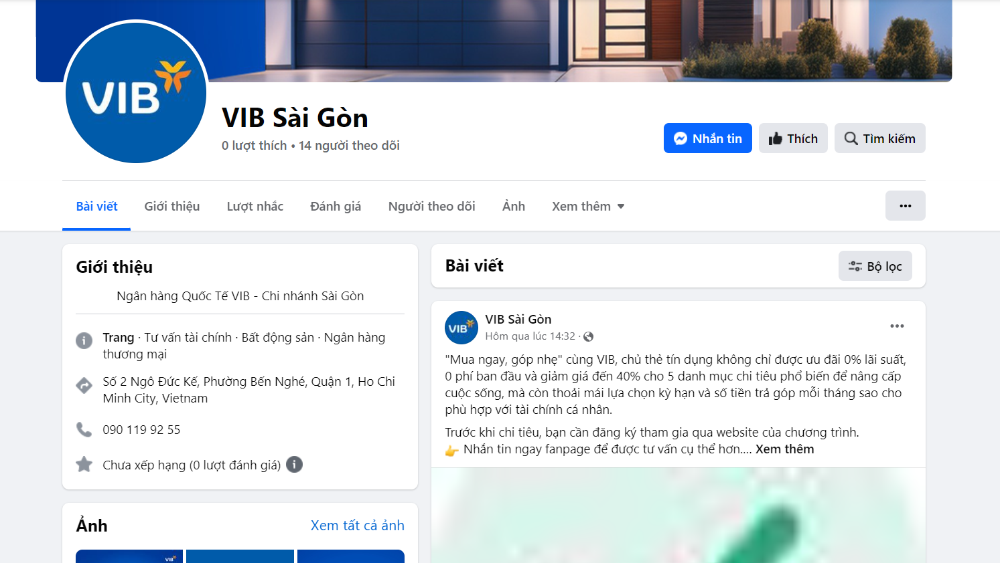 VIB
VIB Sài Gòn
0 lượt thích • 14 người theo dõi
Nhắn tin
Thích
Tìm kiếm
Bài viết
Giới thiệu
Lượt nhắc
Đánh giá
Người theo dõi
Ảnh
Xem thêm
Giới thiệu
Ngân hàng Quốc Tế VIB - Chi nhánh Sài Gòn
Trang · Tư vấn tài chính · Bất động sản · Ngân hàng
thương mại
Số 2 Ngô Đức Kế, Phường Bến Nghé, Quận 1, Ho Chi
Minh City, Vietnam
090 119 92 55
Chưa xếp hạng (0 lượt đánh giá)
Ảnh
Xem tất cả ảnh
VIB
Bài viết
Bộ lọc
VIB
VIB Sài Gòn
Hôm qua lúc 14:32 ·
"Mua ngay, góp nhẹ" cùng VIB, chủ thẻ tín dụng không chỉ được ưu đãi 0% lãi suất,
0 phí ban đầu và giảm giá đến 40% cho 5 danh mục chi tiêu phổ biến để nâng cấp
cuộc sống, mà còn thoải mái lựa chọn kỳ hạn và số tiền trả góp mỗi tháng sao cho
phù hợp với tài chính cá nhân.
Trước khi chi tiêu, bạn cần đăng ký tham gia qua website của chương trình.
👉 Nhắn tin ngay fanpage để được tư vấn cụ thể hơn.... Xem thêm